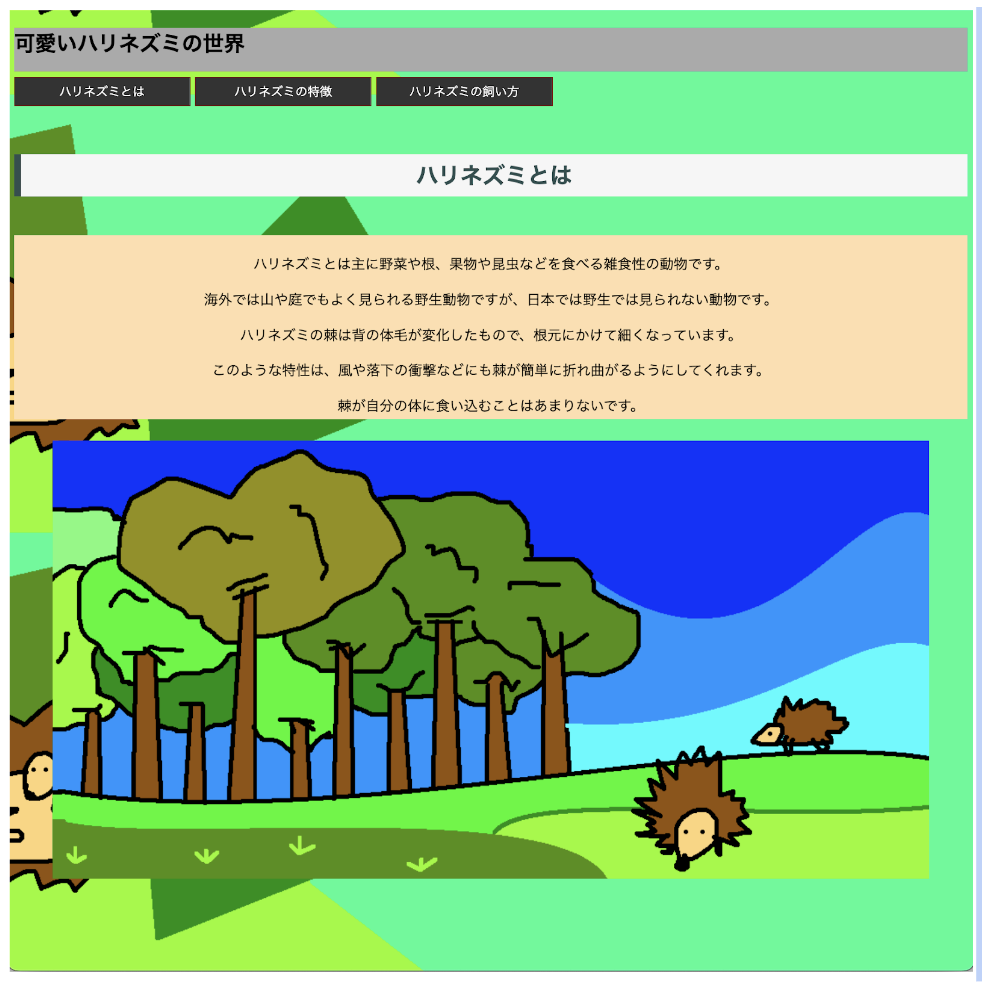 可愛いハリネズミの世界
ハリネズミとは ハリネズミの特徴 ハリネズミの飼い方
ハリネズミとは
ハリネズミとは主に野菜や根、果物や昆虫などを食べる雑食性の動物です。
海外では山や庭でもよく見られる野生動物ですが、日本では野生では見られない動物です。
ハリネズミの棘は背の体毛が変化したもので、根元にかけて細くなっています。
このような特性は、風や落下の衝撃などにも棘が簡単に折れ曲がるようにしてくれます。
棘が自分の体に食い込むことはあまりないです。